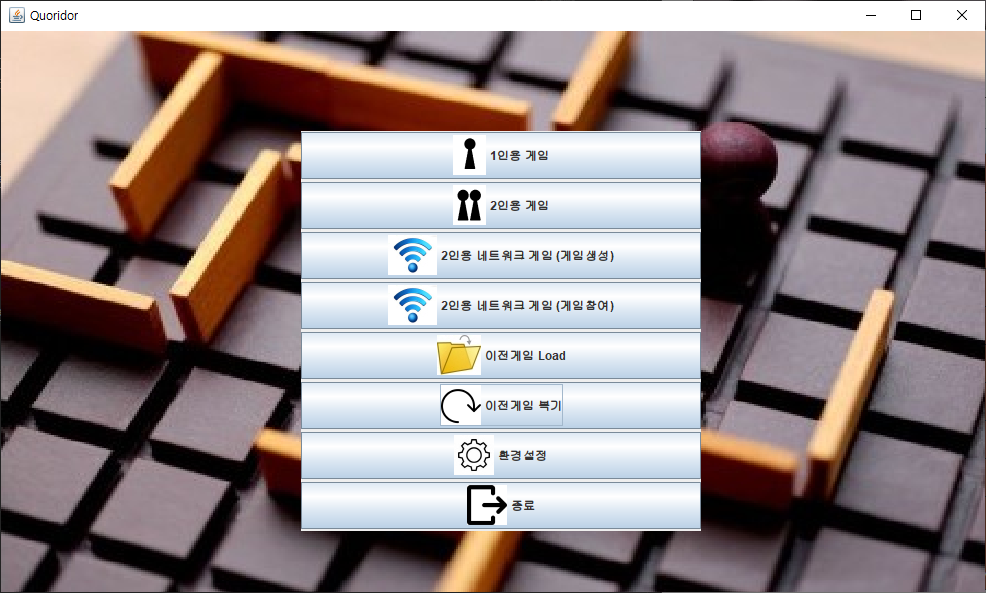 Quoridor
1인용 게임
2인용 게임
2인용 네트워크 게임 (게임생성)
2인용 네트워크 게임 (게임참여)
이전게임 Load
이전게임 복기
환경설정
종료